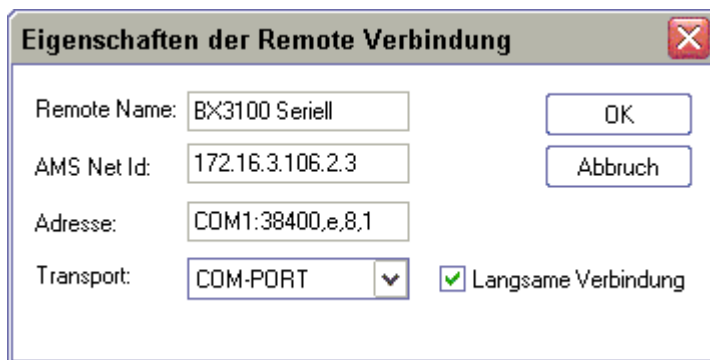 Eigenschaften der Remote Verbindung
Remote Name: BX3100 Seriell OK
AMS Net Id: 172.16.3.106.2.3 Abbruch
Adresse: COM1:38400,e,8,1
Transport: COM-PORT Langsame Verbindung